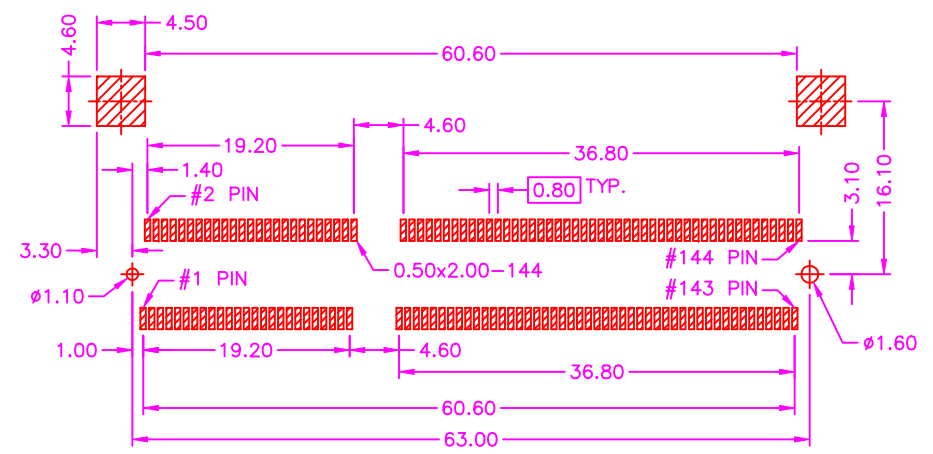 4.50
4.60
60.60
4.60
19.20
36.80
1.40
#2 PIN
0.80 TYP.
3.10
16.10
3.30
#144 PIN
0.50x2.00-144
#1 PIN
#143 PIN
ø1.10
ø1.60
1.00
19.20
4.60
36.80
60.60
63.00